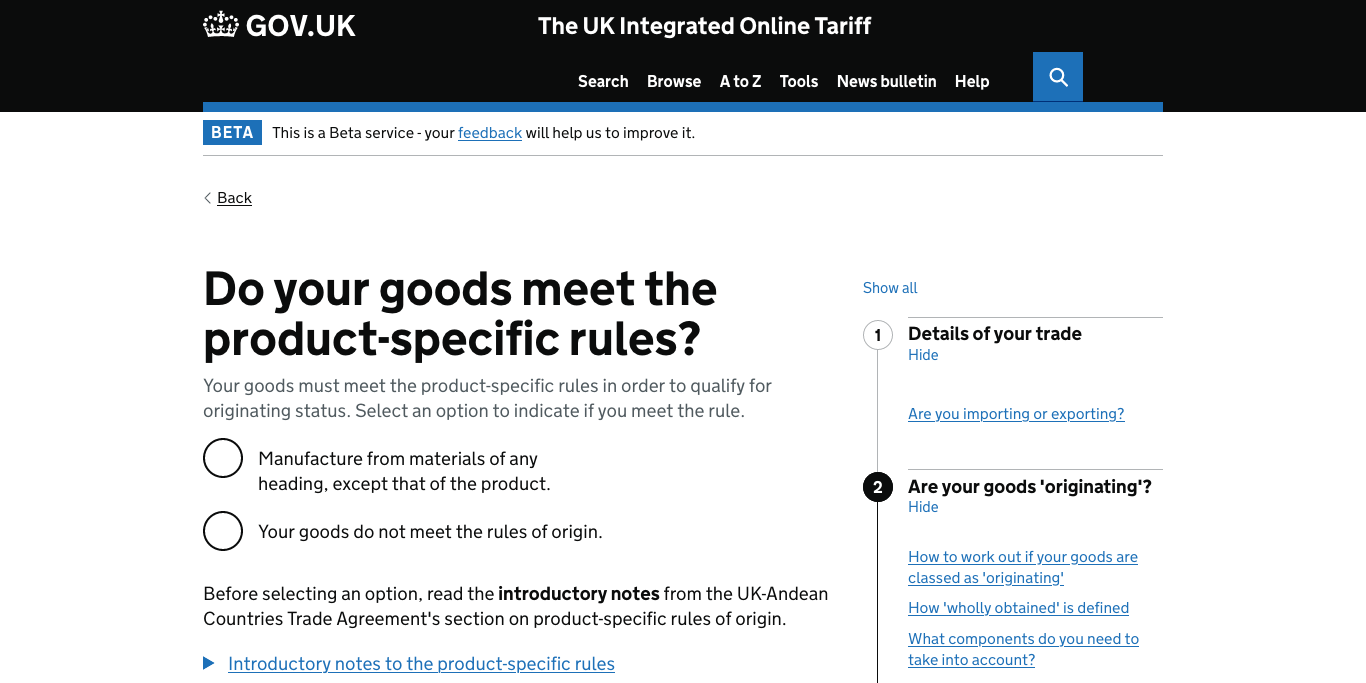 GOV.UK
The UK Integrated Online Tariff
Search Browse A to Z Tools News bulletin Help
BETA This is a Beta service - your feedback will help us to improve it.
Back
Do your goods meet the
product-specific rules?
Your goods must meet the product-specific rules in order to qualify for
originating status. Select an option to indicate if you meet the rule.
Manufacture from materials of any
heading, except that of the product.
Your goods do not meet the rules of origin.
Before selecting an option, read the introductory notes from the UK-Andean
Countries Trade Agreement's section on product-specific rules of origin.
Introductory notes to the product-specific rules
Show all
1 Details of your trade
Hide
Are you importing or exporting?
2 Are your goods 'originating'?
Hide
How to work out if your goods are
classed as 'originating'
How 'wholly obtained' is defined
What components do you need to
take into account?